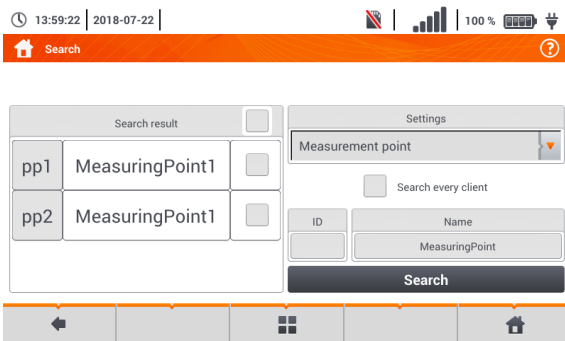 13:59:22 2018-07-22 100 %
Search
?
Search result
pp1 MeasuringPoint1
pp2 MeasuringPoint1
Settings
Measurement point
Search every client
ID Name
MeasuringPoint
Search